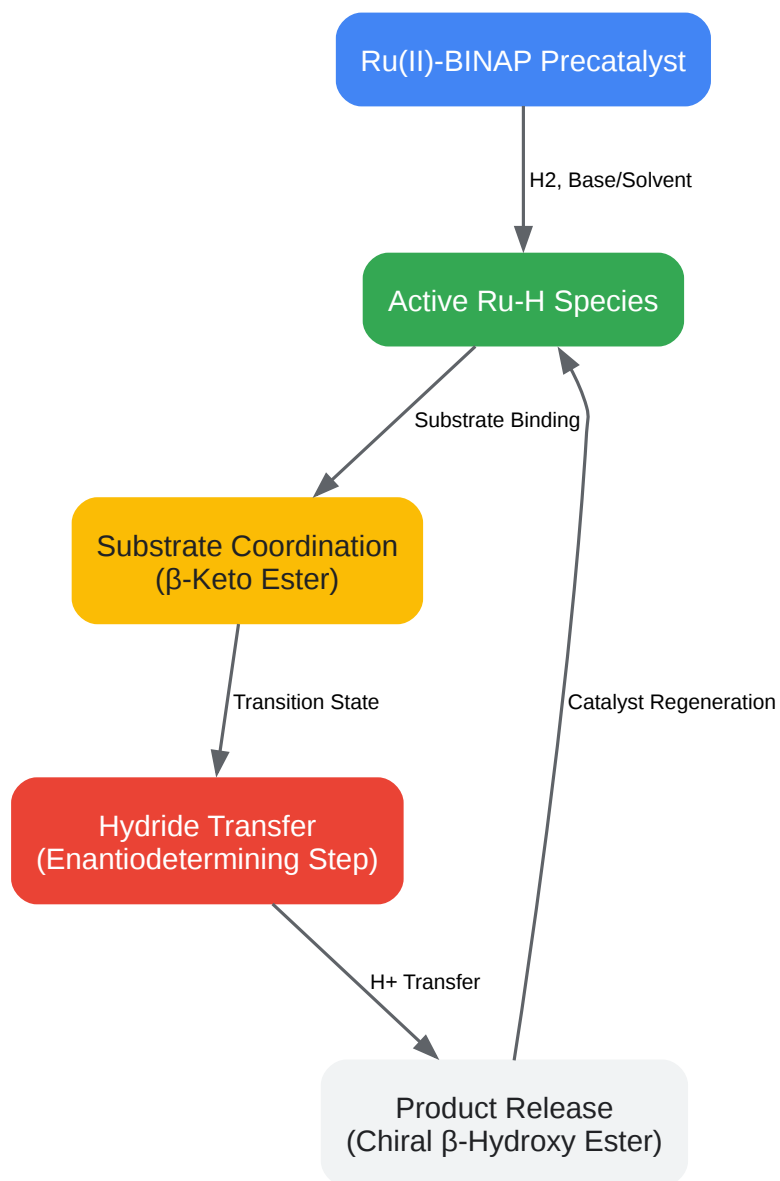 Ru(II)-BINAP Precatalyst
H2, Base/Solvent
Active Ru-H Species
Substrate Binding
Substrate Coordination
(β-Keto Ester)
Transition State
Catalyst Regeneration
Hydride Transfer
(Enantiodetermining Step)
H+ Transfer
Product Release
(Chiral β-Hydroxy Ester)